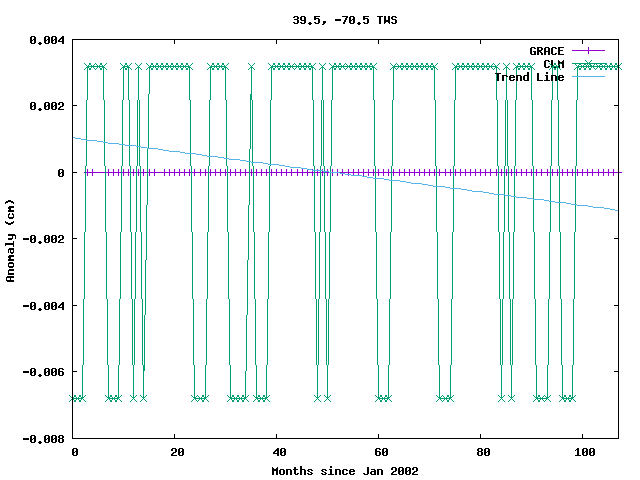 39.5, -70.5 TWS
GRACE
CLM
Trend Line
0.004
0.002
0
-0.002
-0.004
-0.006
-0.008
Anomaly (cm)
0 20 40 60 80 100
Months since Jan 2002